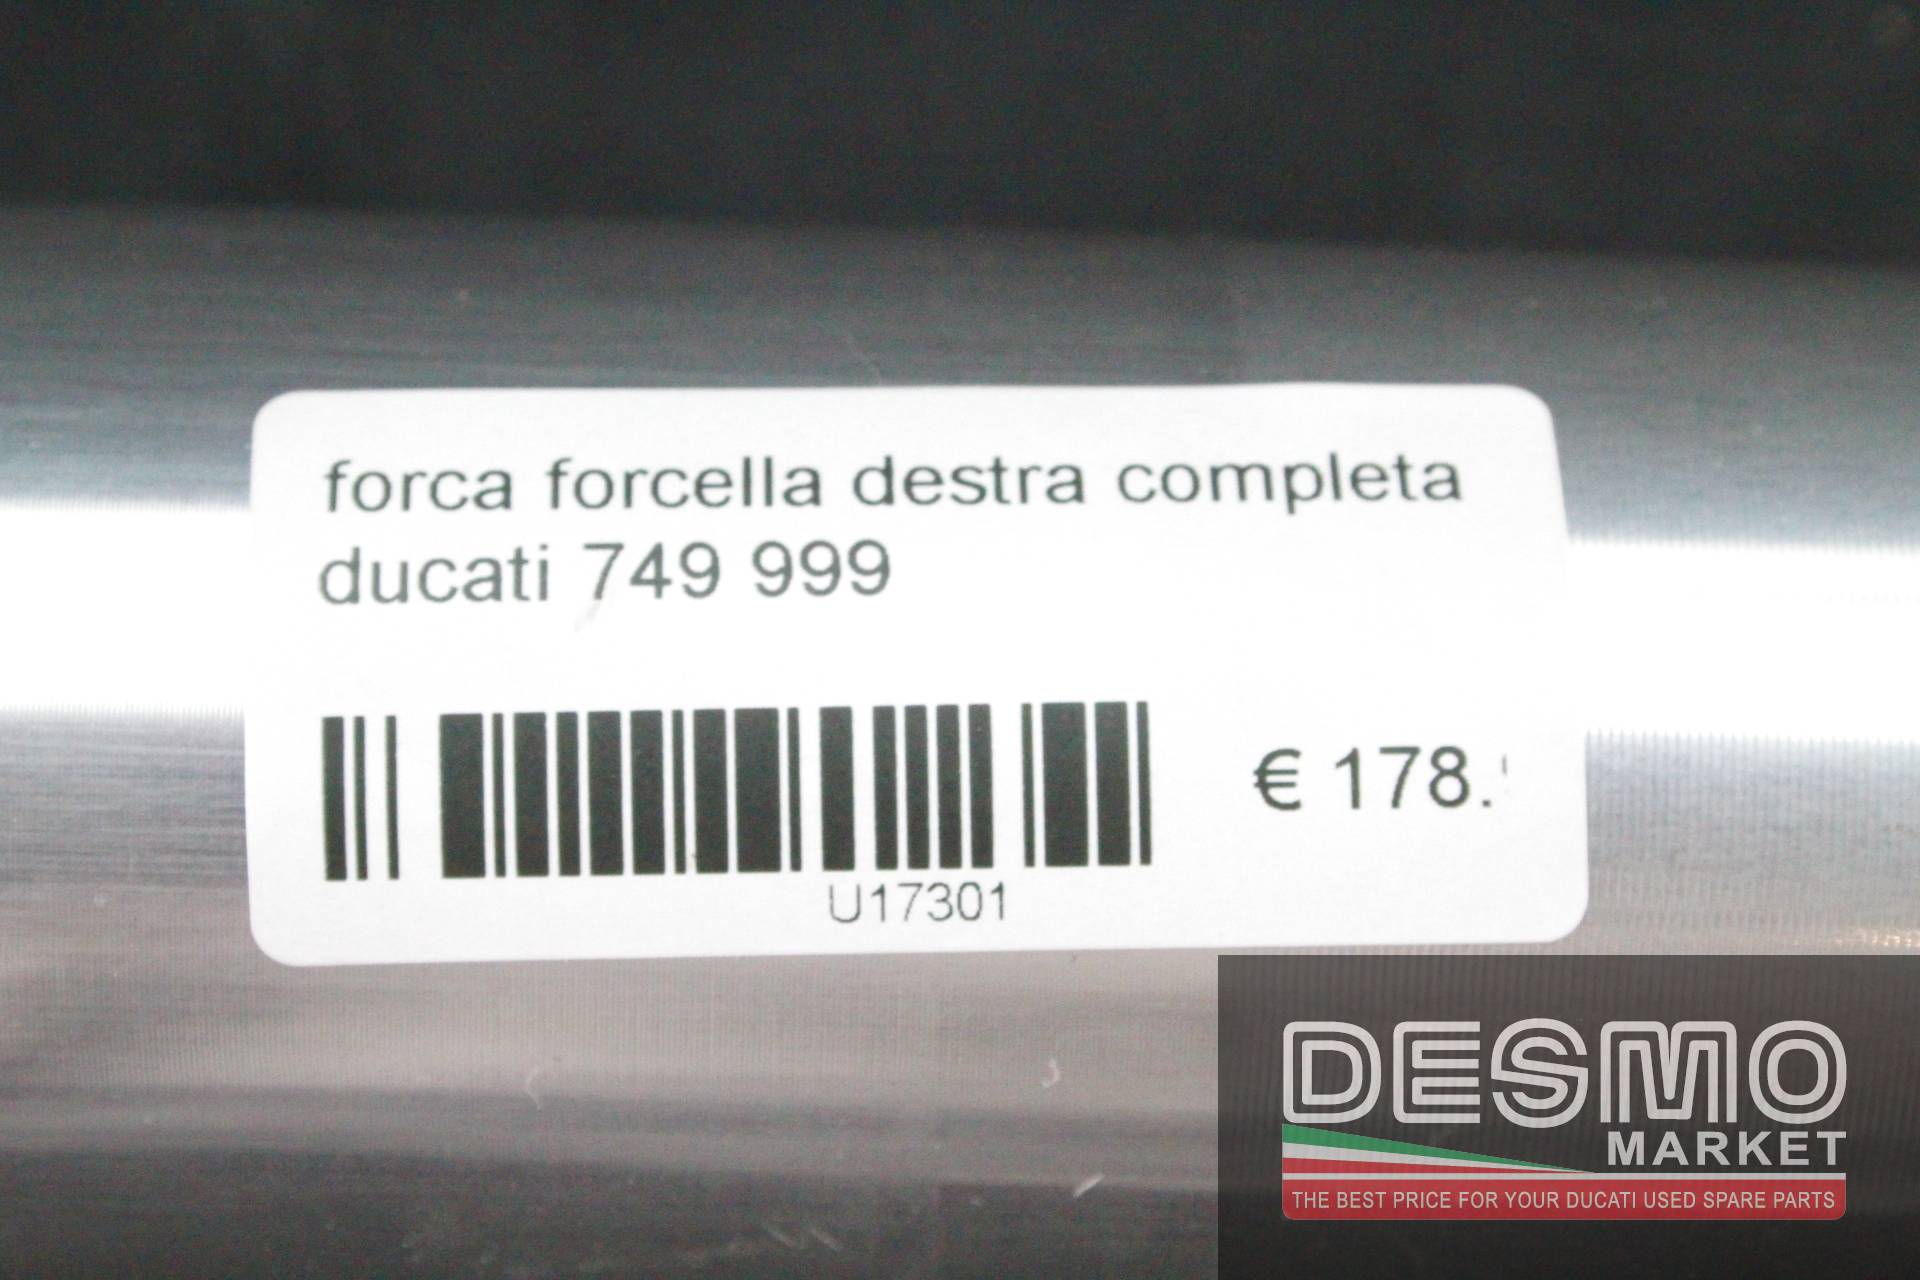 forca forcella destra completa
ducati 749 999
€ 178.
U17301
DESMO
MARKET
THE BEST PRICE FOR YOUR DUCATI USED SPARE PARTS